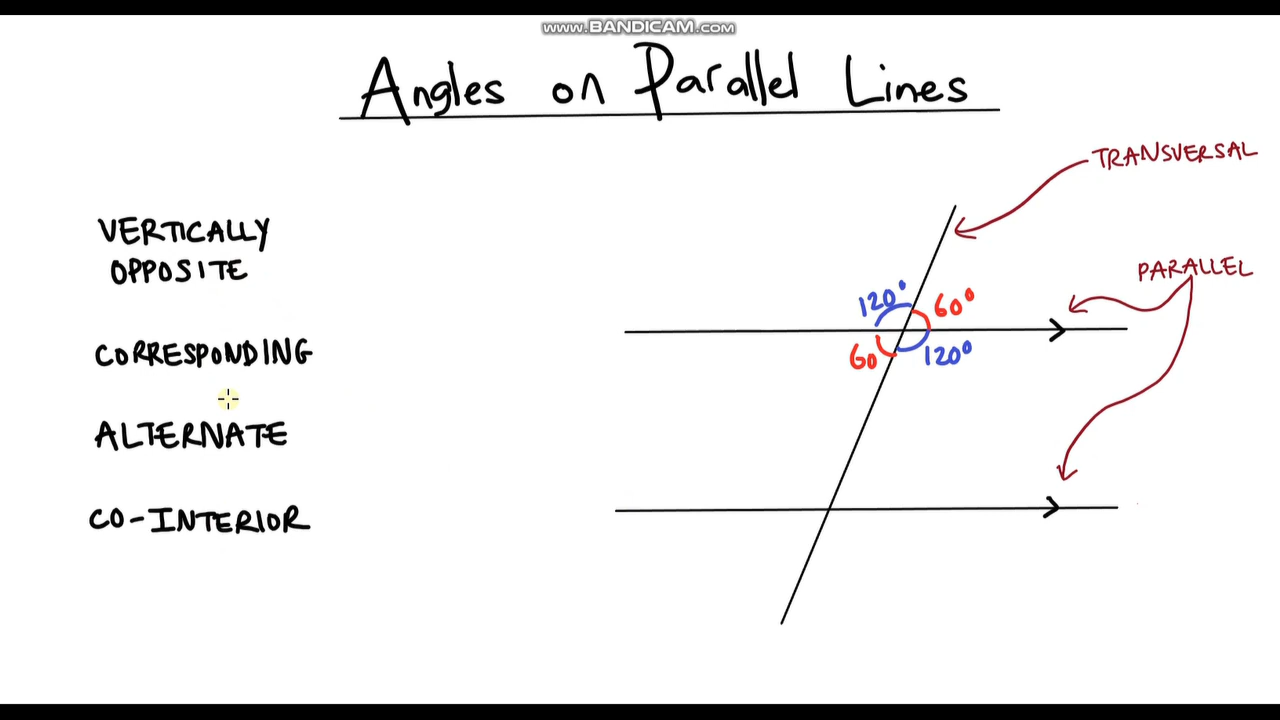 www.BANDICAM.com
Angles on Parallel Lines
TRANSVERSAL
VERTICALLY
OPPOSITE
PARALLEL
120°
60°
CORRESPONDING
60
120°
ALTERNATE
CO-INTERIOR